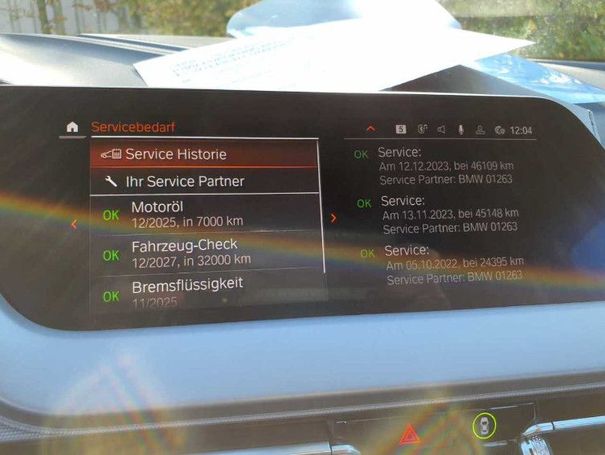 Servicebedarf
5
12:04
Service Historie
Ihr Service Partner
Motoröl
OK
12/2025, in 7000 km
Fahrzeug-Check
OK
12/2027, in 32000 km
Bremsflüssigkeit
OK
11/2025
OK Service:
Am 12.12.2023, bei 46109 km
Service Partner: BMW 01263
OK Service:
Am 13.11.2023, bei 45148 km
Service Partner: BMW 01263
OK Service:
Am 05.10.2022, bei 24395 km
Service Partner: BMW 01263